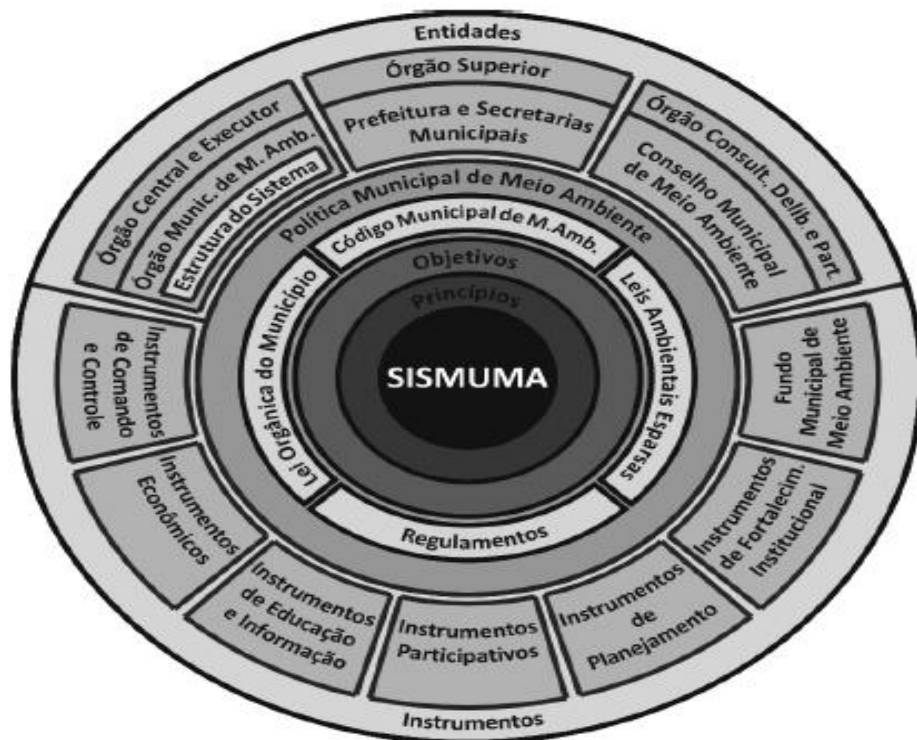 Entidades
Órgão Superior
Prefeitura e Secretarias
Municipais
Órgão Central e Executor
Órgão Munic. de M. Amb.
Estrutura do Sistema
Órgão Consult., Delib e Part.
Conselho Municipal
de Meio Ambiente
Política Municipal de Meio Ambiente
Código Municipal de M.Amb.
Lei Orgânica do Município
Leis Ambientais Esparsas
Regulamentos
Objetivos
Princípios
SISMUMA
Instrumentos
de Comando
e Controle
Instrumentos
Econômicos
Instrumentos
de Educação
e Informação
Instrumentos
Participativos
Instrumentos
de
Planejamento
Instrumentos
de Fortalecim.
Institucional
Fundo
Municipal de
Meio Ambiente
Instrumentos